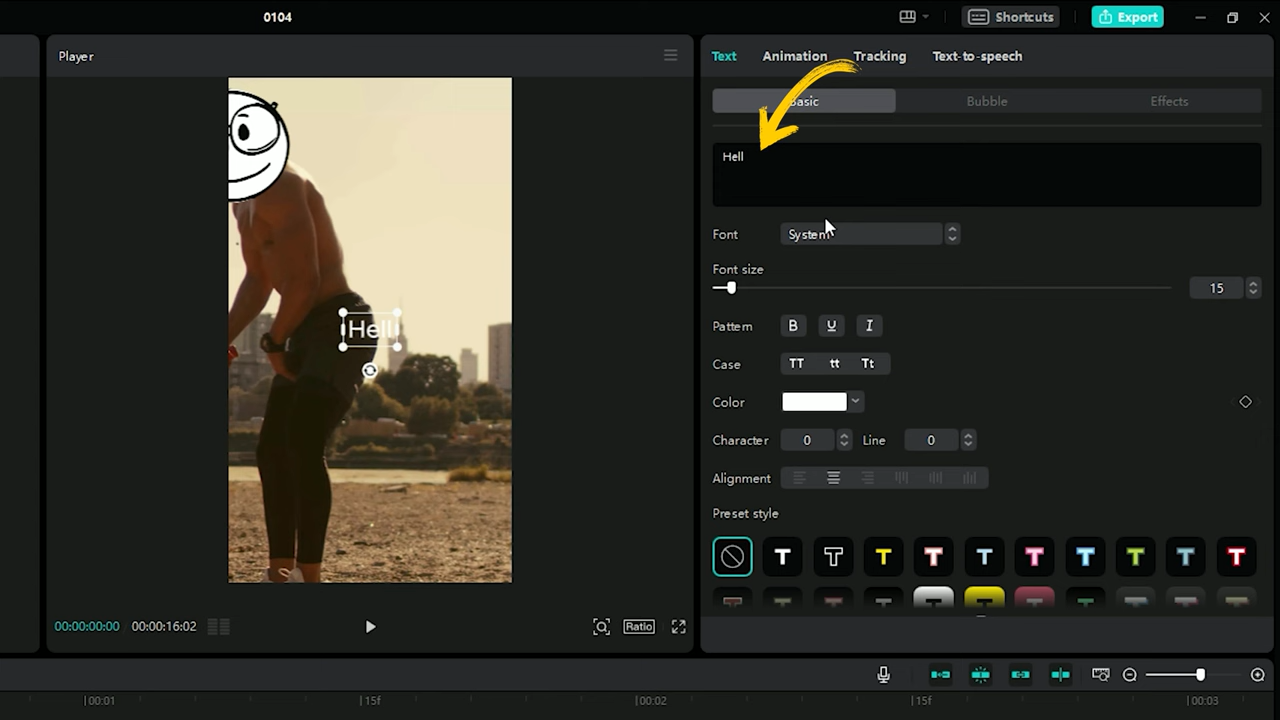 0104
Shortcuts
Export
Player
Text Animation Tracking Text-to-speech
Bubble Effects
Hell
Hell
Font System
Font size
15
Pattern B U I
Case TT tt Tt
Color
Character 0 Line 0
Alignment
Preset style
T T T T T T T T T T
00:00:00:00 00:00:16:02
Ratio
00:01 15f 00:02 15f 00:03